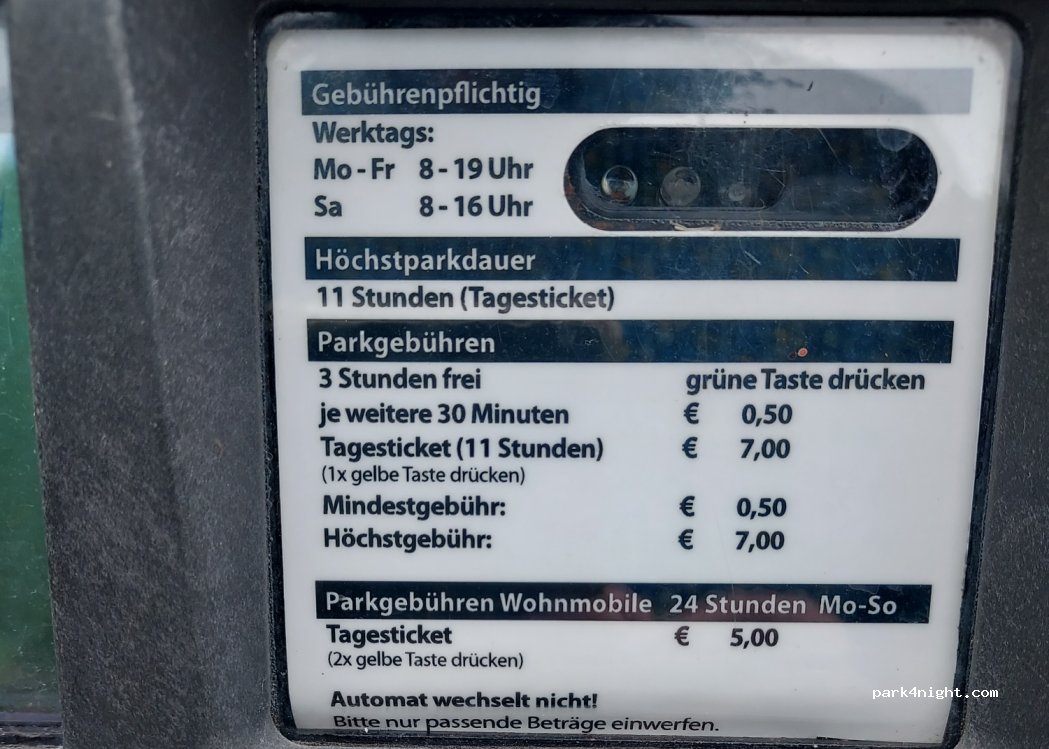 Gebührenpflichtig
Werktags:
Mo - Fr 8 - 19 Uhr
Sa 8 - 16 Uhr
Höchstparkdauer
11 Stunden (Tagesticket)
Parkgebühren
3 Stunden frei grüne Taste drücken
je weitere 30 Minuten € 0,50
Tagesticket (11 Stunden) € 7,00
(1x gelbe Taste drücken)
Mindestgebühr: € 0,50
Höchstgebühr: € 7,00
Parkgebühren Wohnmobile 24 Stunden Mo-So
Tagesticket € 5,00
(2x gelbe Taste drücken)
Automat wechselt nicht!
Bitte nur passende Beträge einwerfen.
park4night.com